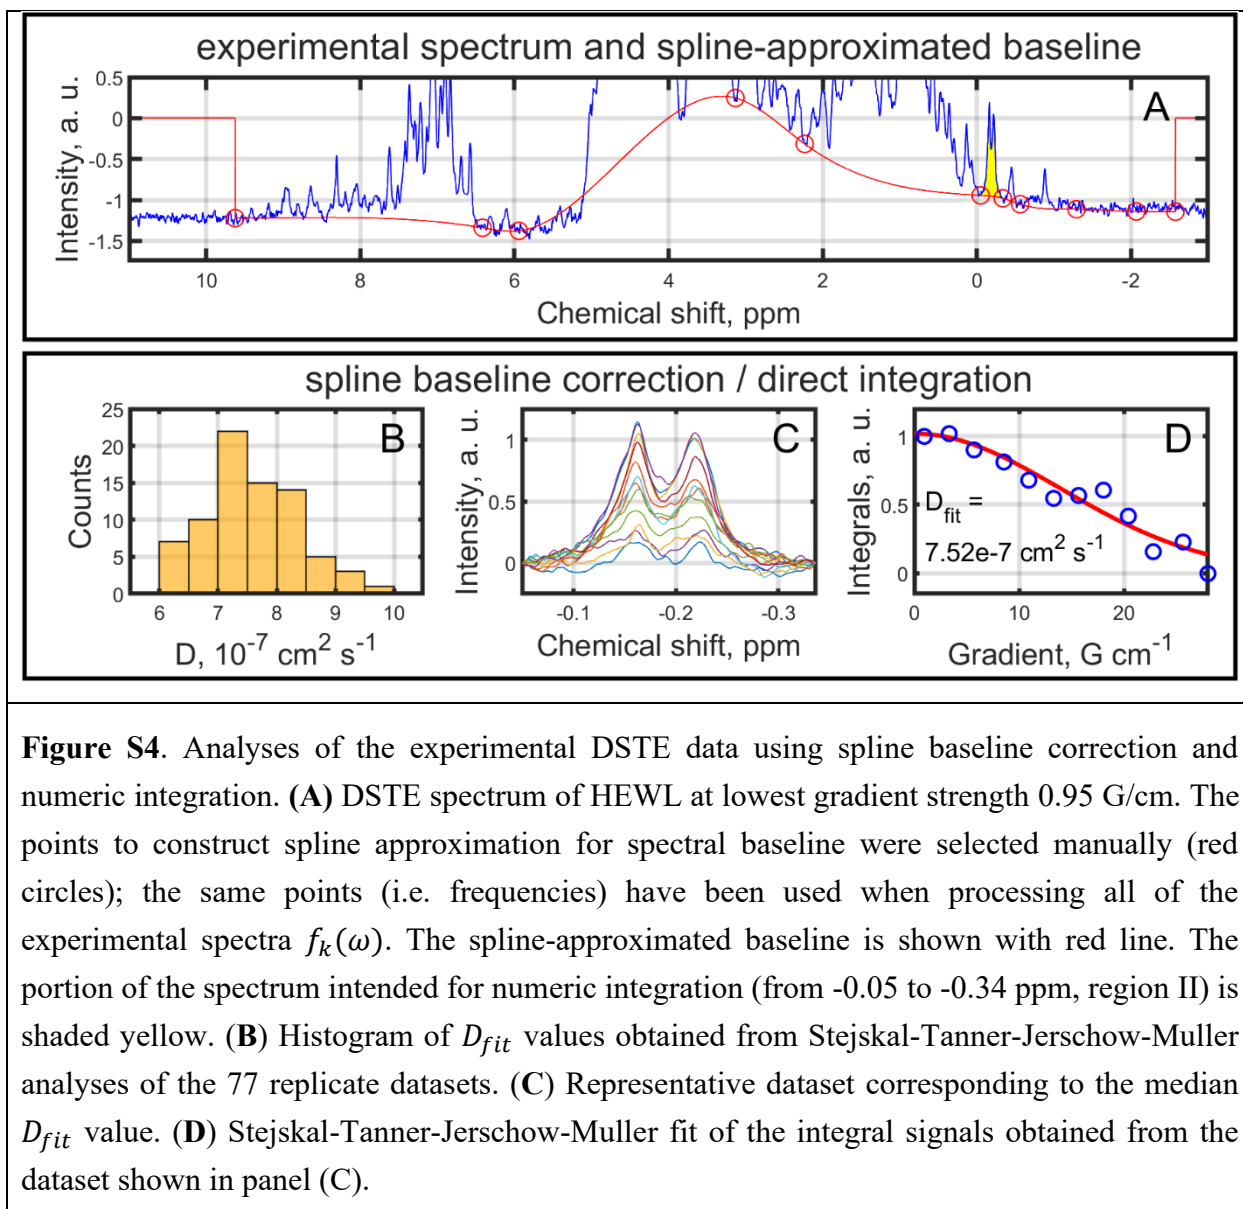 experimental spectrum and spline-approximated baseline
A
Intensity, a. u.
0.5
0
-0.5
-1
-1.5
10
8
6
4
2
0
-2
Chemical shift, ppm
spline baseline correction / direct integration
B
Counts
25
20
15
10
5
0
6
7
8
9
10
D, 10⁻⁷ cm² s⁻¹
C
Intensity, a. u.
1
0.5
0
-0.1
-0.2
-0.3
Chemical shift, ppm
D
Integrals, a. u.
1
0.5
0
D_fit =
7.52e-7 cm² s⁻¹
0
10
20
Gradient, G cm⁻¹
Figure S4. Analyses of the experimental DSTE data using spline baseline correction and
numeric integration. (A) DSTE spectrum of HEWL at lowest gradient strength 0.95 G/cm. The
points to construct spline approximation for spectral baseline were selected manually (red
circles); the same points (i.e. frequencies) have been used when processing all of the
experimental spectra f_k(ω). The spline-approximated baseline is shown with red line. The
portion of the spectrum intended for numeric integration (from -0.05 to -0.34 ppm, region II) is
shaded yellow. (B) Histogram of D_fit values obtained from Stejskal-Tanner-Jerschow-Muller
analyses of the 77 replicate datasets. (C) Representative dataset corresponding to the median
D_fit value. (D) Stejskal-Tanner-Jerschow-Muller fit of the integral signals obtained from the
dataset shown in panel (C).